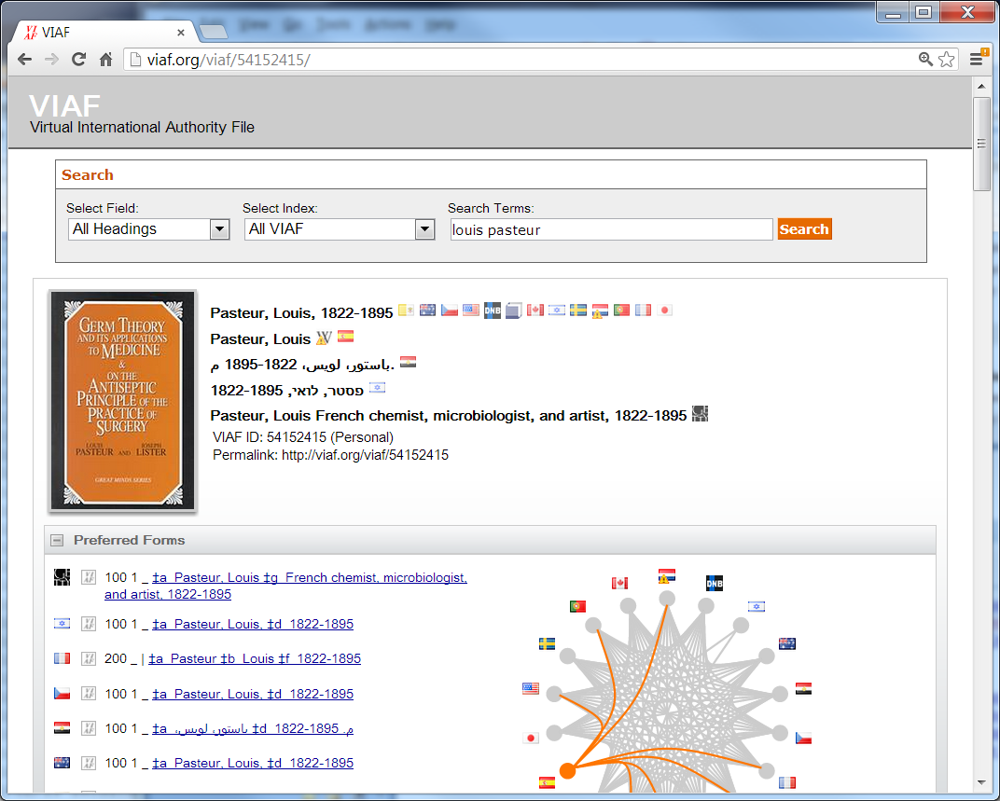 VIAF
viaf.org/viaf/54152415/
VIAF
Virtual International Authority File
Search
Select Field: Select Index: Search Terms:
All Headings All VIAF louis pasteur Search
GERM THEORY
AND ITS APPLICATIONS
TO MEDICINE
&
ON THE
ANTISEPTIC
PRINCIPLE OF THE
PRACTICE OF
SURGERY
LOUIS PASTEUR AND JOSEPH LISTER
GREAT MINDS SERIES
Pasteur, Louis, 1822-1895 DNB
Pasteur, Louis
باستور، لويس، 1822-1895 م.
פסטר, לואי, 1822-1895
Pasteur, Louis French chemist, microbiologist, and artist, 1822-1895
VIAF ID: 54152415 (Personal)
Permalink: http://viaf.org/viaf/54152415
Preferred Forms
100 1 _ ‡a Pasteur, Louis ‡g French chemist, microbiologist,
and artist, 1822-1895
100 1 _ ‡a Pasteur, Louis, ‡d 1822-1895
200 _ | ‡a Pasteur ‡b Louis ‡f 1822-1895
100 1 _ ‡a Pasteur, Louis, ‡d 1822-1895
100 1 _ ‡a باستور، لويس، ‡d 1822-1895 م.
100 1 _ ‡a Pasteur, Louis, ‡d 1822-1895
DNB